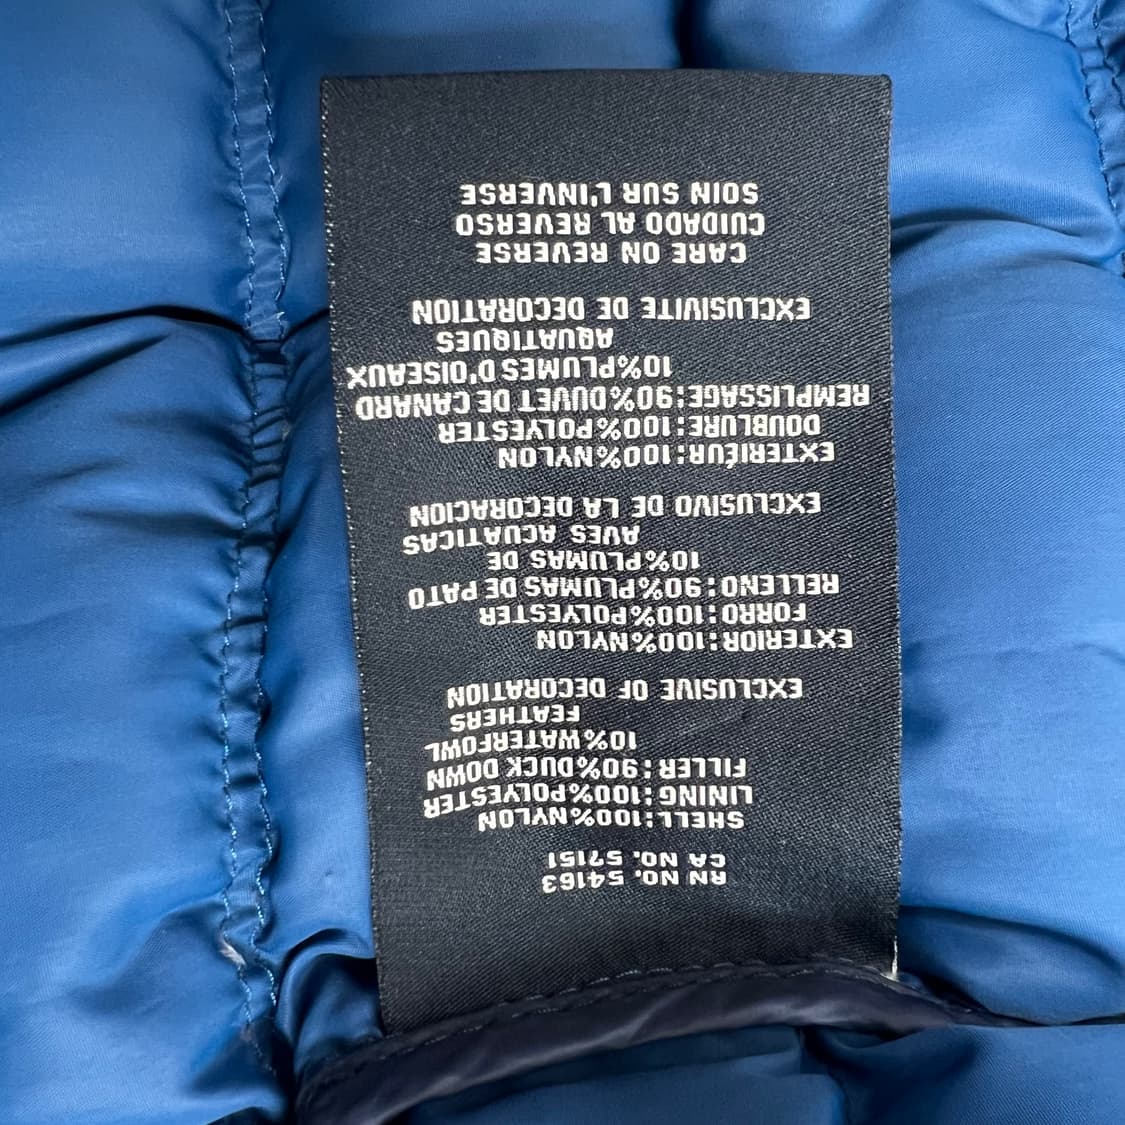 RN NO. 54163
CA NO. 57151
SHELL:100%NYLON
LINING:100%POLYESTER
FILLER:90%DUCK DOWN
10% WATERFOWL
FEATHERS
EXCLUSIVE OF DECORATION
EXTERIOR:100%NYLON
FORRO:100%POLYESTER
RELLENO:90%PLUMAS DE PATO
10%PLUMAS DE
AVES ACUATICAS
EXCLUSIVO DE LA DECORACION
EXTERIÉUR:100%NYLON
DOUBLURE:100%POLYESTER
REMPLISSAGE:90%DUVET DE CANARD
10%PLUMES D'OISEAUX
AQUATIQUES
EXCLUSIVITE DE DECORATION
CARE ON REVERSE
CUIDADO AL REVERSO
SOIN SUR L'INVERSE